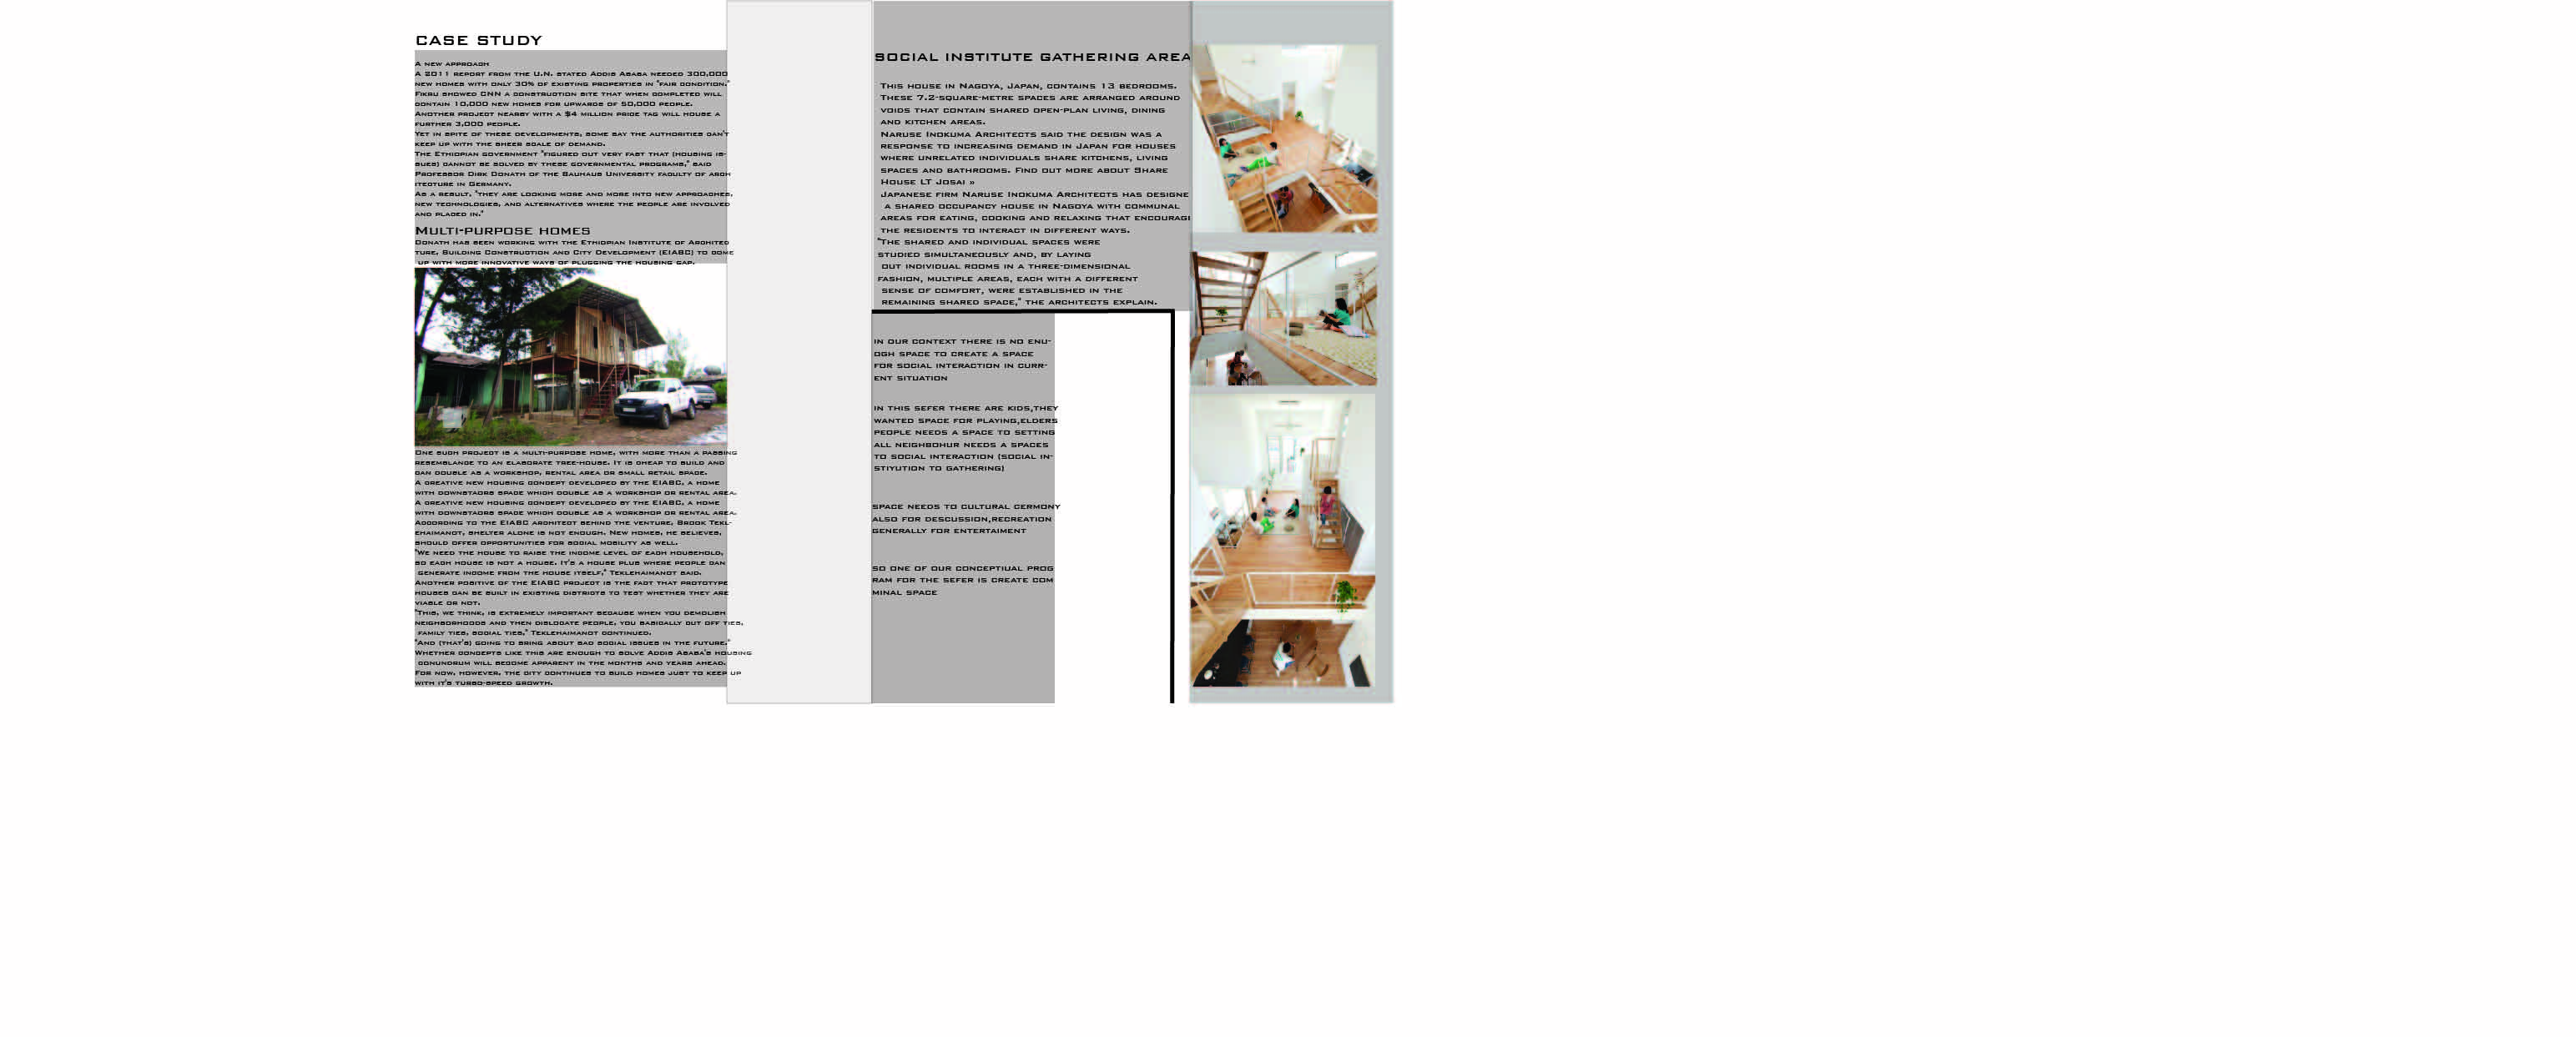 CASE STUDY
A NEW APPROACH
A 2011 REPORT FROM THE U.N. STATED ADDIS ABABA NEEDED 300,000
NEW HOMES WITH ONLY 30% OF EXISTING PROPERTIES IN "FAIR CONDITION."
FIKRU SHOWED CNN A CONSTRUCTION SITE THAT WHEN COMPLETED WILL
CONTAIN 10,000 NEW HOMES FOR UPWARDS OF 50,000 PEOPLE.
ANOTHER PROJECT NEARBY WITH A $4 MILLION PRICE TAG WILL HOUSE A
FURTHER 3,000 PEOPLE.
YET IN SPITE OF THESE DEVELOPMENTS, SOME SAY THE AUTHORITIES CAN'T
KEEP UP WITH THE SHEER SCALE OF DEMAND.
THE ETHIOPIAN GOVERNMENT "FIGURED OUT VERY FAST THAT (HOUSING IS-
SUES) CANNOT BE SOLVED BY THESE GOVERNMENTAL PROGRAMS," SAID
PROFESSOR DIRK DONATH OF THE BAUHAUS UNIVERSITY FACULTY OF ARCH
ITECTURE IN GERMANY.
AS A RESULT, "THEY ARE LOOKING MORE AND MORE INTO NEW APPROACHES,
NEW TECHNOLOGIES, AND ALTERNATIVES WHERE THE PEOPLE ARE INVOLVED
AND PLACED IN."
MULTI-PURPOSE HOMES
DONATH HAS BEEN WORKING WITH THE ETHIOPIAN INSTITUTE OF ARCHITEC
TURE, BUILDING CONSTRUCTION AND CITY DEVELOPMENT (EIABC) TO COME
UP WITH MORE INNOVATIVE WAYS OF PLUGGING THE HOUSING GAP.
ONE SUCH PROJECT IS A MULTI-PURPOSE HOME, WITH MORE THAN A PASSING
RESEMBLANCE TO AN ELABORATE TREE-HOUSE. IT IS CHEAP TO BUILD AND
CAN DOUBLE AS A WORKSHOP, RENTAL AREA OR SMALL RETAIL SPACE.
A CREATIVE NEW HOUSING CONCEPT DEVELOPED BY THE EIABC, A HOME
WITH DOWNSTAORS SPACE WHICH DOUBLE AS A WORKSHOP OR RENTAL AREA.
A CREATIVE NEW HOUSING CONCEPT DEVELOPED BY THE EIABC, A HOME
WITH DOWNSTAORS SPACE WHICH DOUBLE AS A WORKSHOP OR RENTAL AREA.
ACCORDING TO THE EIABC ARCHITECT BEHIND THE VENTURE, BROOK TEKL-
EHAIMANOT, SHELTER ALONE IS NOT ENOUGH. NEW HOMES, HE BELIEVES,
SHOULD OFFER OPPORTUNITIES FOR SOCIAL MOBILITY AS WELL.
"WE NEED THE HOUSE TO RAISE THE INCOME LEVEL OF EACH HOUSEHOLD,
SO EACH HOUSE IS NOT A HOUSE. IT'S A HOUSE PLUS WHERE PEOPLE CAN
GENERATE INCOME FROM THE HOUSE ITSELF," TEKLEHAIMANOT SAID.
ANOTHER POSITIVE OF THE EIABC PROJECT IS THE FACT THAT PROTOTYPE
HOUSES CAN BE BUILT IN EXISTING DISTRICTS TO TEST WHETHER THEY ARE
VIABLE OR NOT.
"THIS, WE THINK, IS EXTREMELY IMPORTANT BECAUSE WHEN YOU DEMOLISH
NEIGHBORHOODS AND THEN DISLOCATE PEOPLE, YOU BASICALLY CUT OFF TIES,
FAMILY TIES, SOCIAL TIES," TEKLEHAIMANOT CONTINUED.
"AND (THAT'S) GOING TO BRING ABOUT BAD SOCIAL ISSUES IN THE FUTURE."
WHETHER CONCEPTS LIKE THIS ARE ENOUGH TO SOLVE ADDIS ABABA'S HOUSING
CONUNDRUM WILL BECOME APPARENT IN THE MONTHS AND YEARS AHEAD.
FOR NOW, HOWEVER, THE CITY CONTINUES TO BUILD HOMES JUST TO KEEP UP
WITH IT'S TURBO-SPEED GROWTH.
SOCIAL INSTITUTE GATHERING AREA
THIS HOUSE IN NAGOYA, JAPAN, CONTAINS 13 BEDROOMS.
THESE 7.2-SQUARE-METRE SPACES ARE ARRANGED AROUND
VOIDS THAT CONTAIN SHARED OPEN-PLAN LIVING, DINING
AND KITCHEN AREAS.
NARUSE INOKUMA ARCHITECTS SAID THE DESIGN WAS A
RESPONSE TO INCREASING DEMAND IN JAPAN FOR HOUSES
WHERE UNRELATED INDIVIDUALS SHARE KITCHENS, LIVING
SPACES AND BATHROOMS. FIND OUT MORE ABOUT SHARE
HOUSE LT JOSAI »
JAPANESE FIRM NARUSE INOKUMA ARCHITECTS HAS DESIGNE
A SHARED OCCUPANCY HOUSE IN NAGOYA WITH COMMUNAL
AREAS FOR EATING, COOKING AND RELAXING THAT ENCOURAG
THE RESIDENTS TO INTERACT IN DIFFERENT WAYS.
"THE SHARED AND INDIVIDUAL SPACES WERE
STUDIED SIMULTANEOUSLY AND, BY LAYING
OUT INDIVIDUAL ROOMS IN A THREE-DIMENSIONAL
FASHION, MULTIPLE AREAS, EACH WITH A DIFFERENT
SENSE OF COMFORT, WERE ESTABLISHED IN THE
REMAINING SHARED SPACE," THE ARCHITECTS EXPLAIN.
IN OUR CONTEXT THERE IS NO ENU-
OGH SPACE TO CREATE A SPACE
FOR SOCIAL INTERACTION IN CURR-
ENT SITUATION
IN THIS SEFER THERE ARE KIDS,THEY
WANTED SPACE FOR PLAYING,ELDERS
PEOPLE NEEDS A SPACE TO SETTING
ALL NEIGHBOHUR NEEDS A SPACES
TO SOCIAL INTERACTION (SOCIAL IN-
STIYUTION TO GATHERING)
SPACE NEEDS TO CULTURAL CERMONY
ALSO FOR DESCUSSION,RECREATION
GENERALLY FOR ENTERTAIMENT
SO ONE OF OUR CONCEPTIUAL PROG
RAM FOR THE SEFER IS CREATE COM
MINAL SPACE